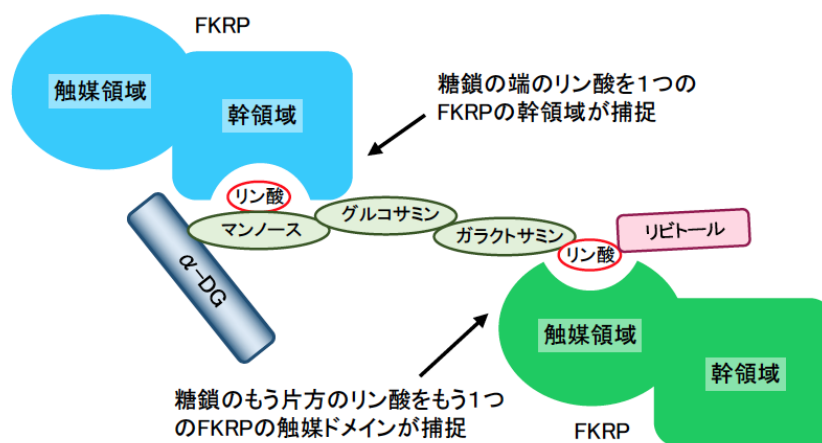 FKRP
触媒領域
幹領域
糖鎖の端のリン酸を1つの
FKRPの幹領域が捕捉
リン酸
マンノース
グルコサミン
ガラクトサミン
リン酸
リビトール
α-DG
触媒領域
幹領域
糖鎖のもう片方のリン酸をもう1つ
のFKRPの触媒ドメインが捕捉
FKRP